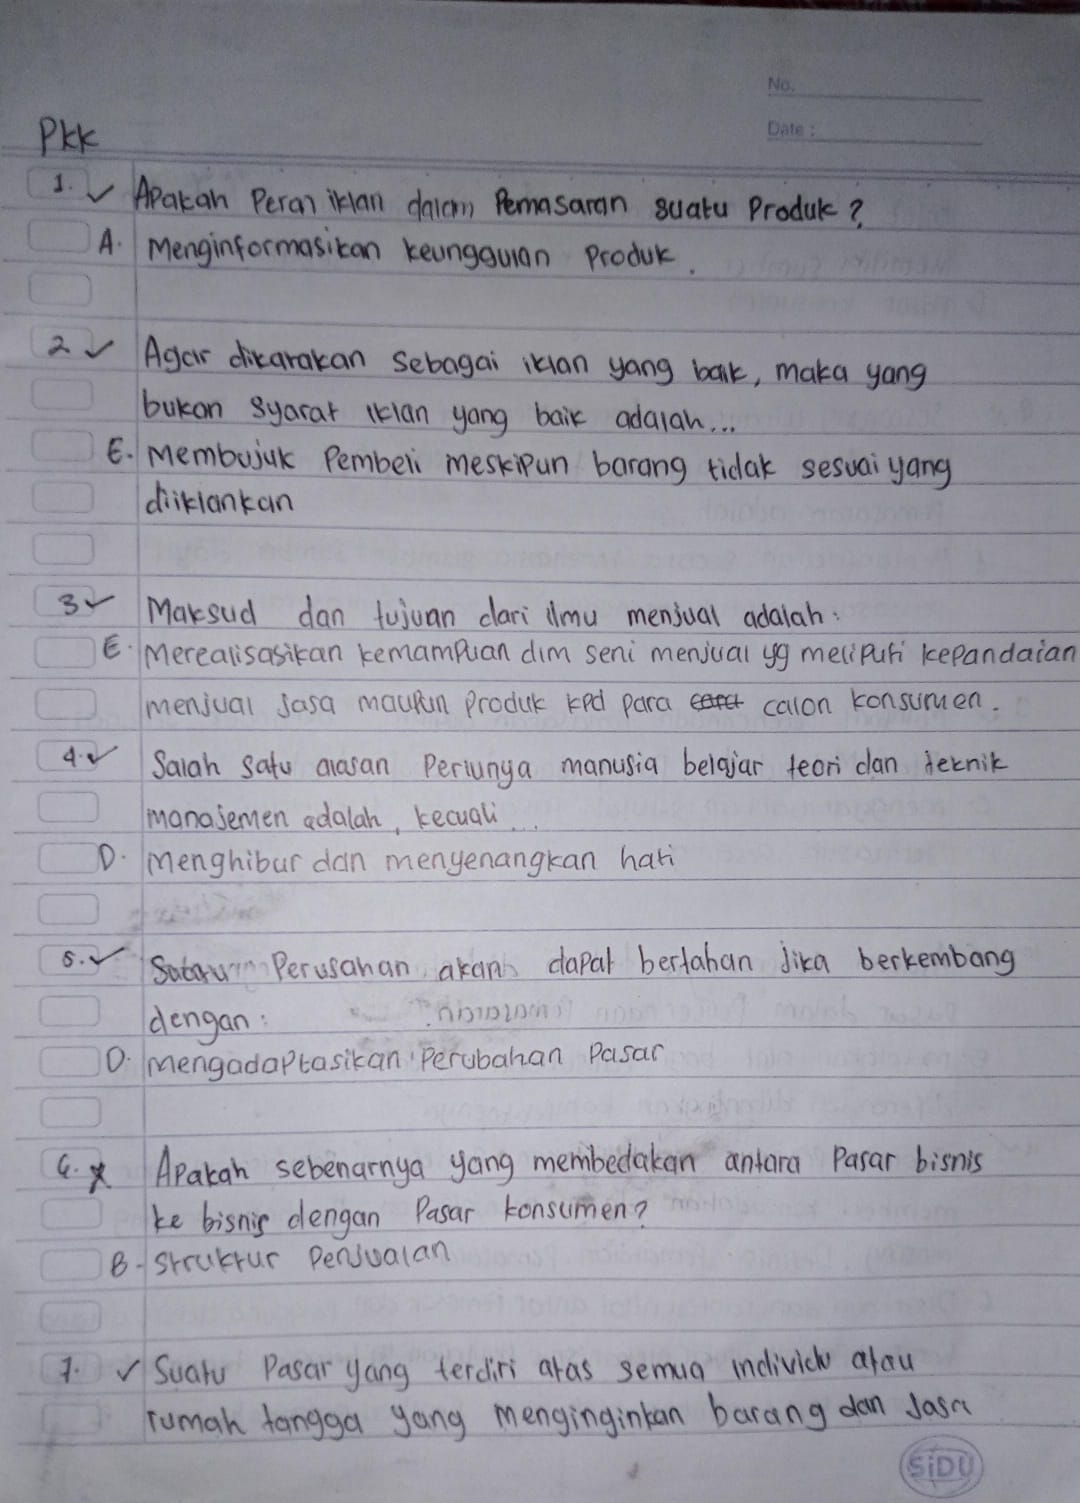 No.
Date :
PKK
1. ✓ Apakah Peran iklan dalam Pemasaran suatu Produk?
A. Menginformasikan keunggulan Produk.
2 ✓ Agar dikatakan sebagai iklan yang baik, maka yang
bukan syarat iklan yang baik adalah...
E. Membujuk Pembeli meskipun barang tidak sesuai yang
diiklankan
3 ✓ Maksud dan tujuan dari ilmu menjual adalah:
E. Merealisasikan kemampuan dlm seni menjual yg meliputi kepandaian
menjual jasa maupun Produk kpd para calon konsumen.
4. ✓ Salah satu alasan Perlunya manusia belajar teori dan teknik
manajemen adalah, kecuali...
D. Menghibur dan menyenangkan hati
5. ✓ Perusahan akan dapat bertahan jika berkembang
dengan:
D. Mengadaptasikan Perubahan Pasar
6. x Apakah sebenarnya yang membedakan antara Pasar bisnis
ke bisnis dengan Pasar konsumen?
B. Struktur Penjualan
7. ✓ Suatu Pasar yang terdiri atas semua individu atau
rumah tangga yang menginginkan barang dan Jasa
SiDU